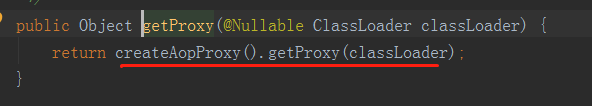 */
public Object getProxy(@Nullable ClassLoader classLoader) {
return createAopProxy().getProxy(classLoader);
}